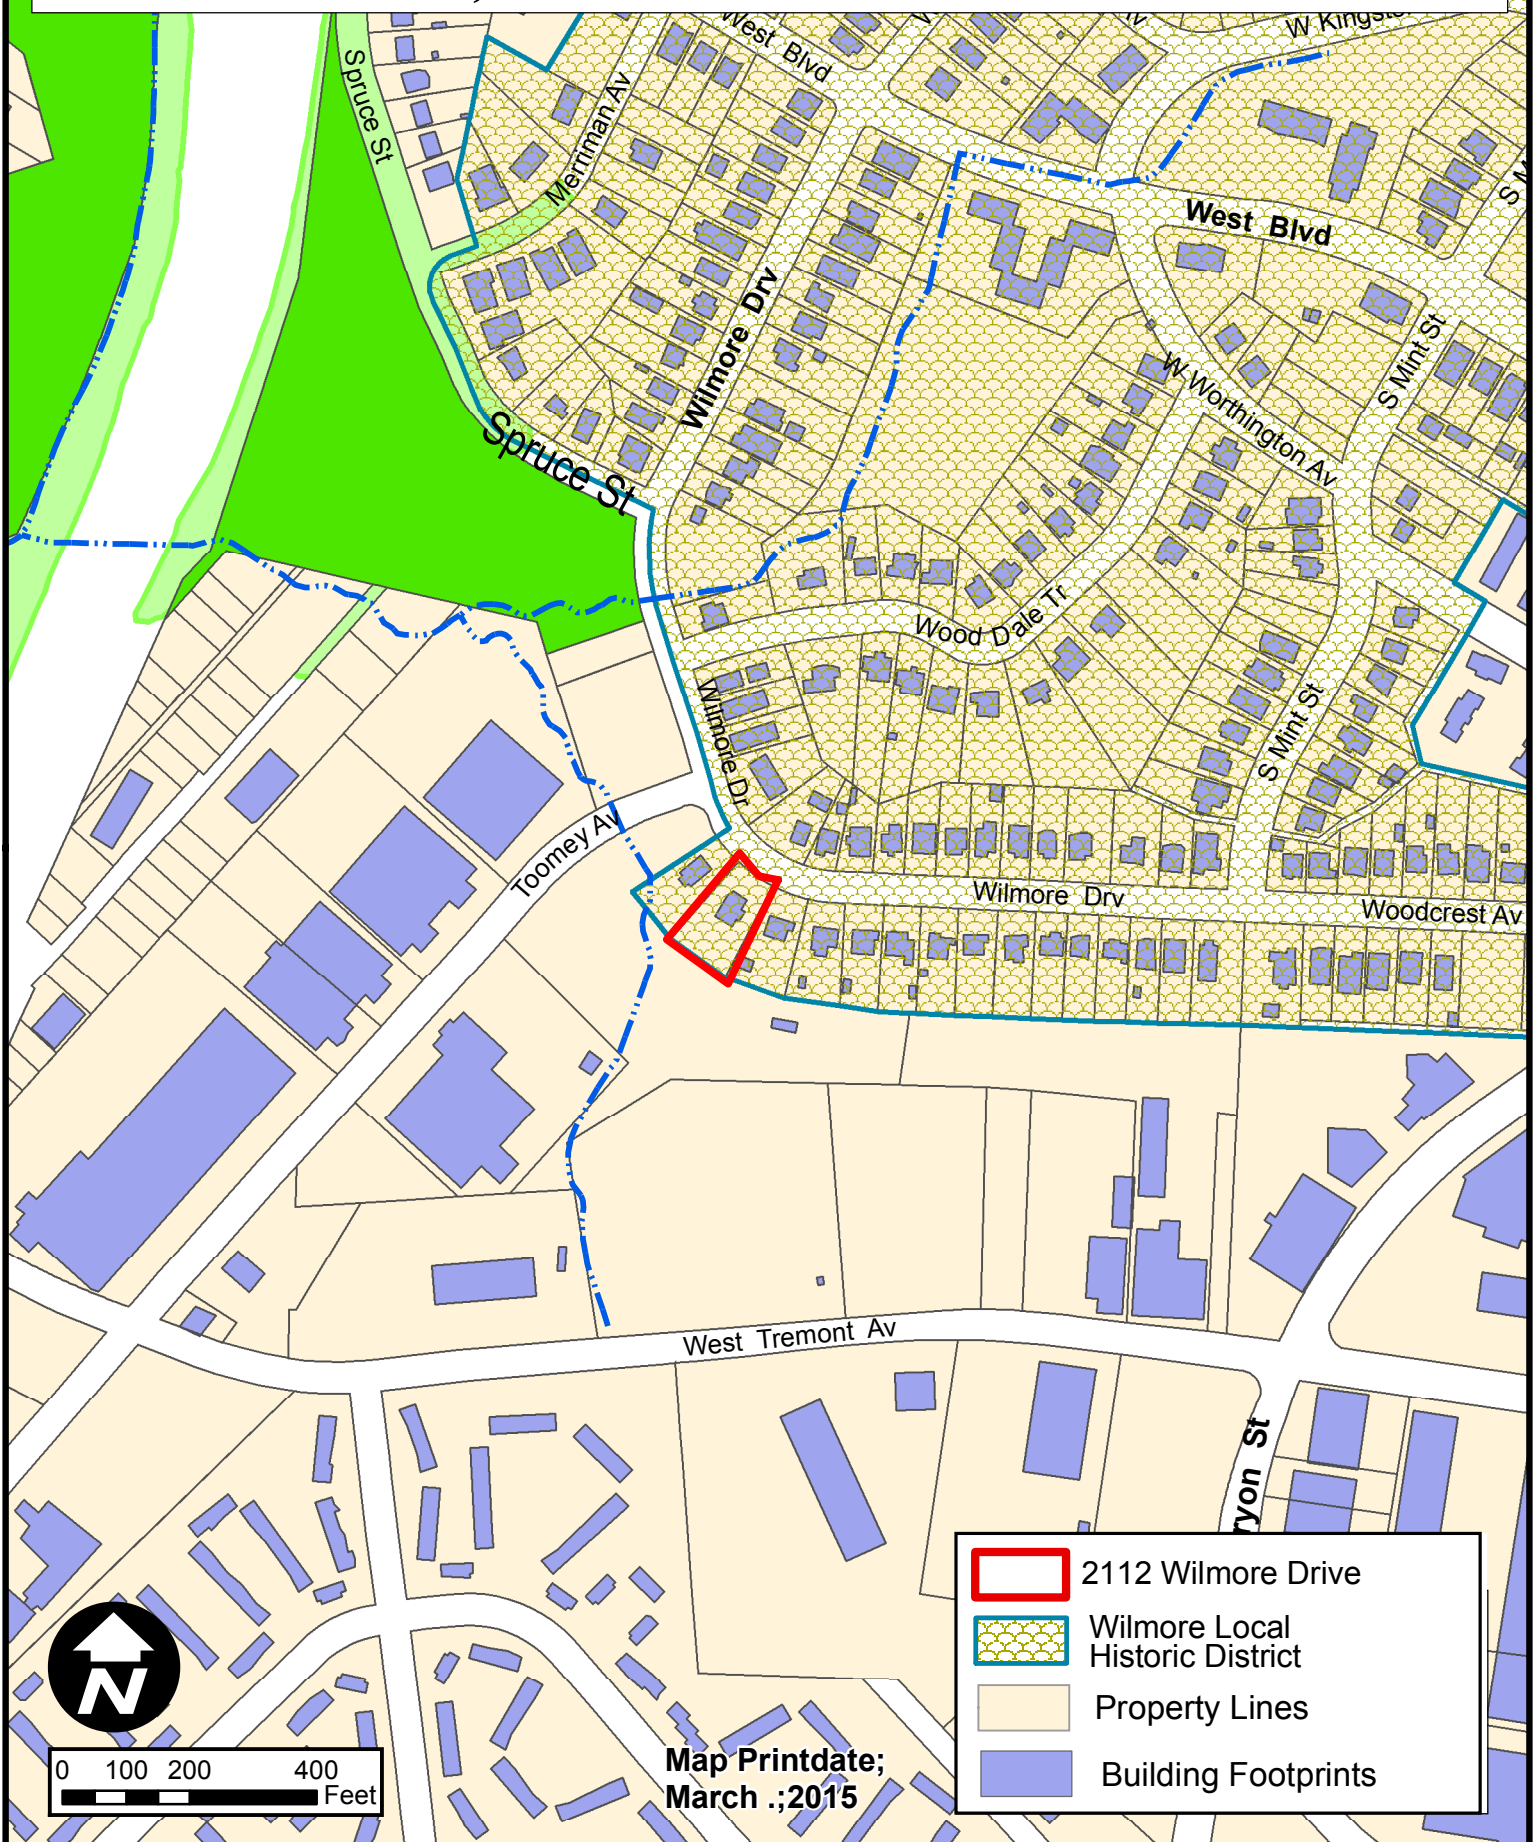 West Blvd
W Kingsto
Spruce St
Merriman Av
West Blvd
Wilmore Drv
S Mint St
W Worthington Av
Spruce St
Wood Dale Tr
Wilmore Dr
S Mint St
Toomey Av
Wilmore Drv
Woodcrest Av
West Tremont Av
ryon St
2112 Wilmore Drive
Wilmore Local
Historic District
Property Lines
Building Footprints
N
0 100 200 400
Feet
Map Printdate;
March .;2015